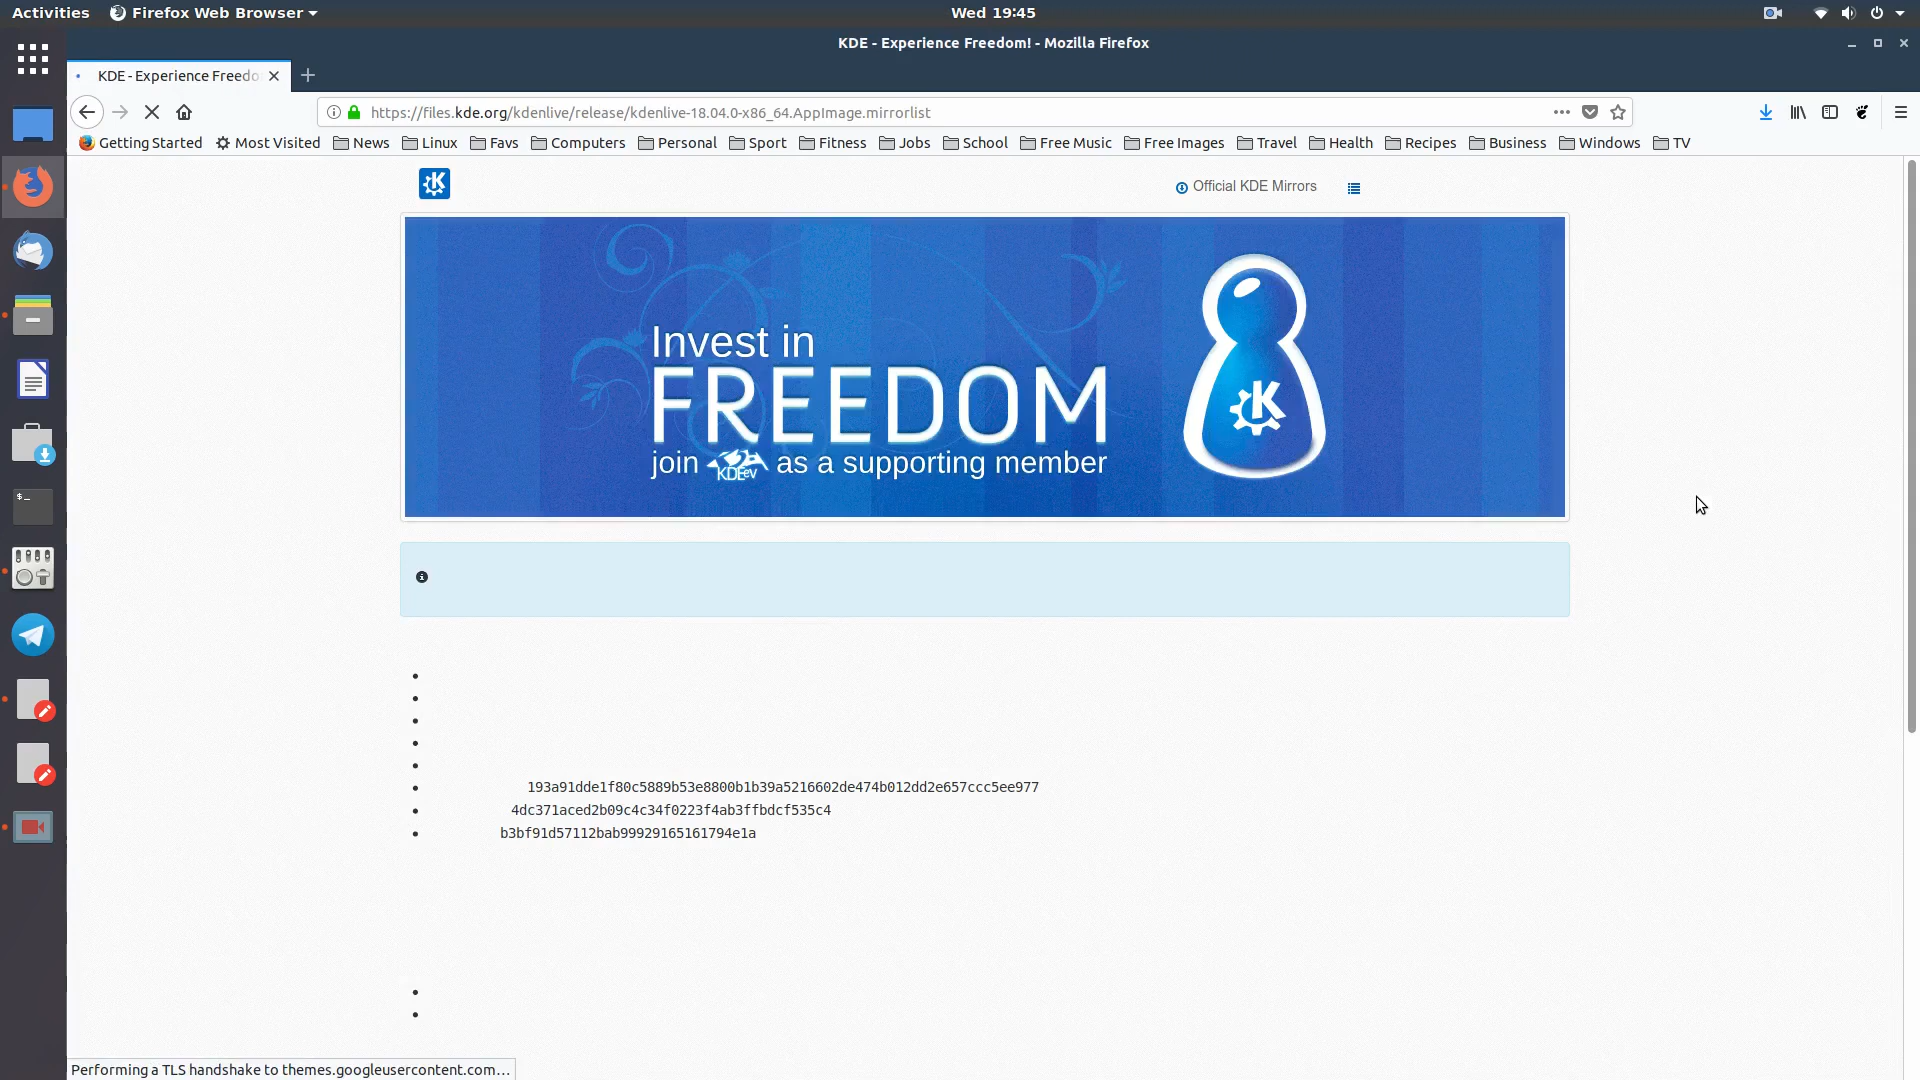 Activities Firefox Web Browser Wed 19:45
KDE - Experience Freedom! - Mozilla Firefox
KDE - Experience Freedo
https://files.kde.org/kdenlive/release/kdenlive-18.04.0-x86_64.AppImage.mirrorlist
Getting Started Most Visited News Linux Favs Computers Personal Sport Fitness Jobs School Free Music Free Images Travel Health Recipes Business Windows TV
Official KDE Mirrors
Invest in
FREEDOM
join KDEeV as a supporting member
193a91dde1f80c5889b53e8800b1b39a5216602de474b012dd2e657ccc5ee977
4dc371aced2b09c4c34f0223f4ab3ffbdcf535c4
b3bf91d57112bab99929165161794e1a
Performing a TLS handshake to themes.googleusercontent.com…